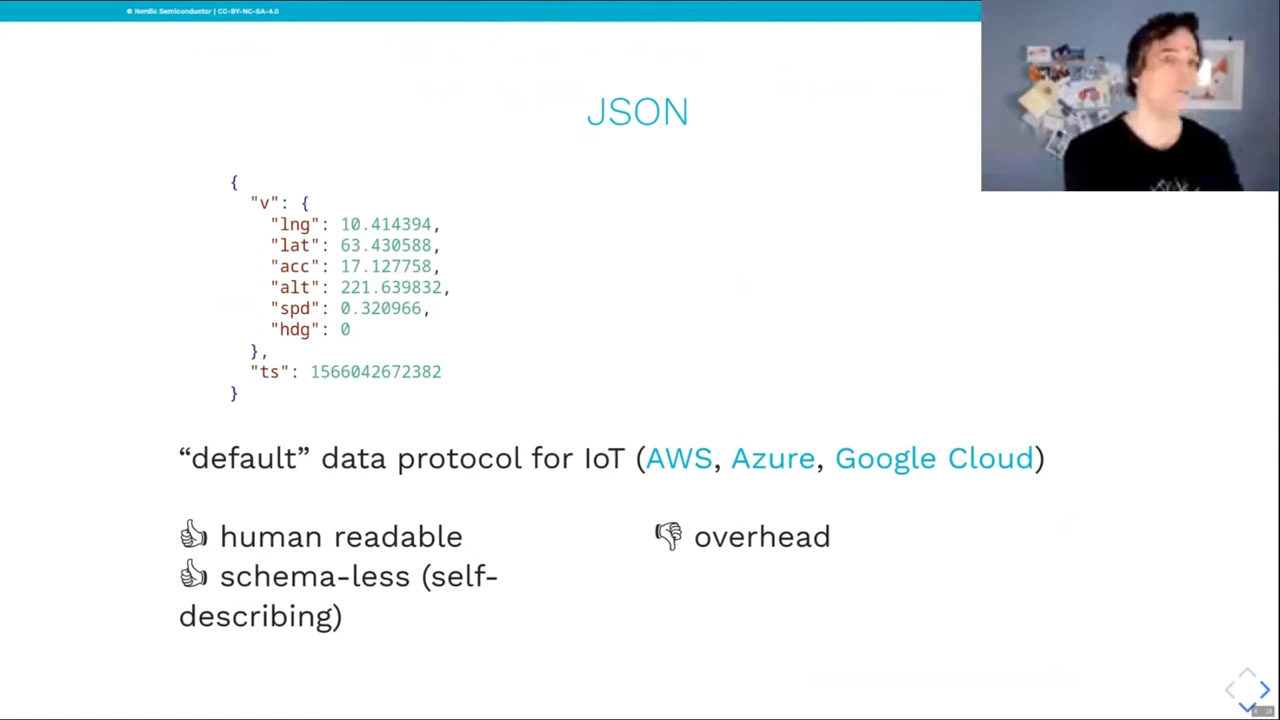 © Nordic Semiconductor | CC-BY-NC-SA-4.0
JSON
{
"v": {
"lng": 10.414394,
"lat": 63.430588,
"acc": 17.127758,
"alt": 221.639832,
"spd": 0.320966,
"hdg": 0
},
"ts": 1566042672382
}
“default” data protocol for IoT (AWS, Azure, Google Cloud)
👍 human readable
👎 overhead
👍 schema-less (self-
describing)